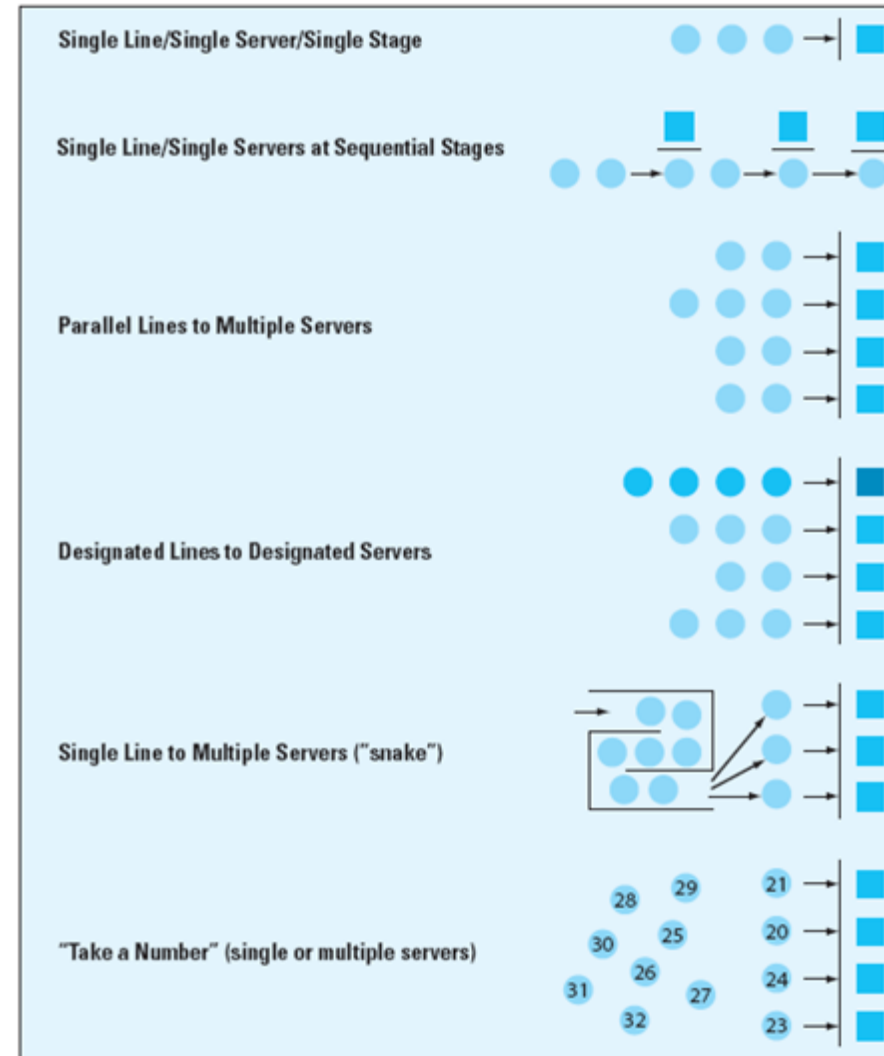 Single Line/Single Server/Single Stage
Single Line/Single Servers at Sequential Stages
Parallel Lines to Multiple Servers
Designated Lines to Designated Servers
Single Line to Multiple Servers ("snake")
"Take a Number" (single or multiple servers)
28
29
21
30
25
20
31
26
27
24
32
23